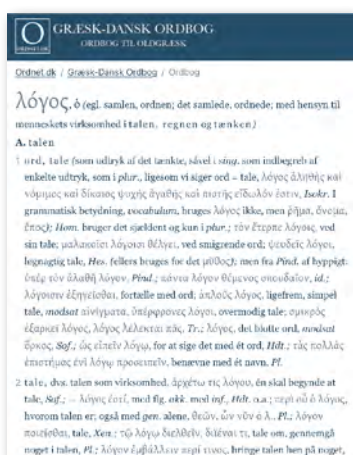 GRÆSK-DANSK ORDBOG
ORDBOG TIL OLDGRÆSK
ORDNET.DK
Ordnet.dk / Græsk-Dansk Ordbog / Ordbog
λόγος, ὁ (egl. samlen, ordnen; det samlede, ordnede; med hensyn til
menneskets virksomhed i talen, regnen og tænken)
A. talen
1 ord, tale (som udtryk af det tænkte, såvel i sing. som indbegreb af
enkelte udtryk, som i plur., ligesom vi siger ord = tale, λόγος ἀληθὴς καὶ
νόμιμος καὶ δίκαιος ψυχῆς ἀγαθῆς καὶ πιστῆς εἴδωλόν ἐστιν, Isokr. I
grammatisk betydning, vocabulum, bruges λόγος ikke, men ῥῆμα, ὄνομα,
ἔπος); Hom. bruger det sjældent og kun i plur.; τὸν ἔτερπε λόγοις, ved
sin tale; μαλακοῖσι λόγοισι θέλγει, ved smigrende ord; ψευδεῖς λόγοι,
løgnagtig tale, Hes. (ellers bruges for det μῦθος); men fra Pind. af hyppigt:
ὑπὲρ τὸν ἀλαθῆ λόγον, Pind.; πάντα λόγον θέμενος σπουδαῖον, id.;
λόγοισιν ἐξηγεῖσθαι, fortælle med ord; ἁπλοῦς λόγος, ligefrem, simpel
tale, modsat αἰνίγματα, ὑπέρφρονες λόγοι, overmodig tale; σμικρὸς
ἐξαρκεῖ λόγος, λόγος λέλεκται πᾶς, Tr.; λόγος, det blotte ord, modsat
ὅρκος, Sof.; ὡς εἰπεῖν λόγῳ, for at sige det med ét ord, Hdt.; τὰς πολλὰς
ἐπιστήμας ἑνὶ λόγῳ προσειπεῖν, benævne med ét navn, Pl.
2 tale, dvs. talen som virksomhed, ἀρχέτω τις λόγου, én skal begynde at
tale, Sof.; – λόγος ἐστί, med flg. akk. med inf., Hdt. o.a.; περὶ οὗ ὁ λόγος,
hvorom talen er; også med gen. alene, θεῶν, ὧν νῦν ὁ λ., Pl.; λόγον
ποιεῖσθαι, tale, Xen.; τῷ λόγῳ διελθεῖν, διϊέναι τι, tale om, gennemgå
noget i talen, Pl.; λόγον ἐμβάλλειν περί τινος, bringe talen hen på noget,